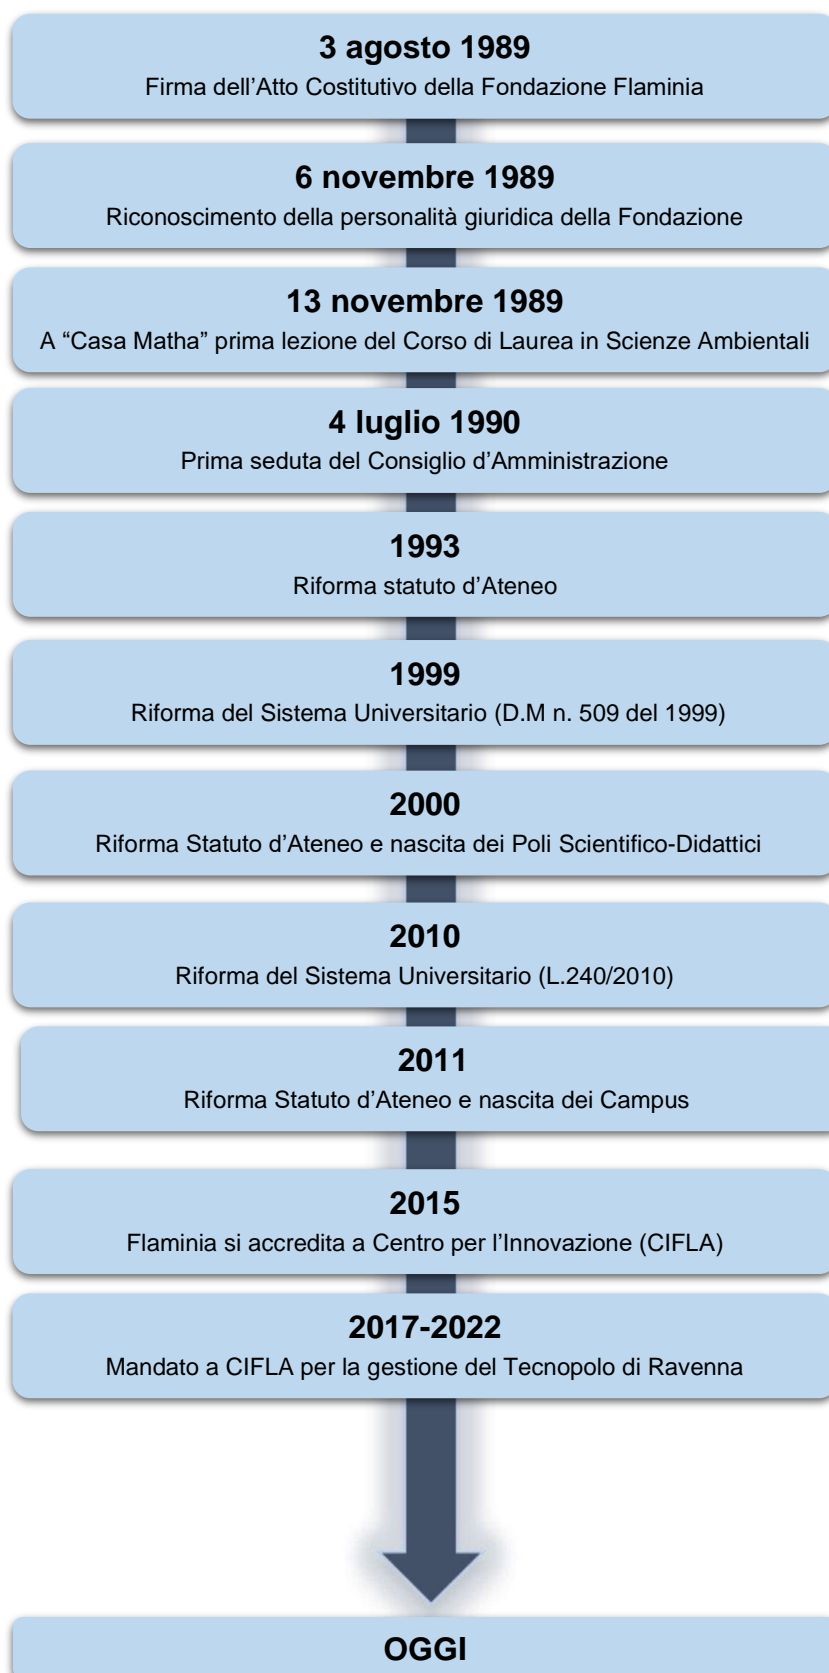 3 agosto 1989
Firma dell’Atto Costitutivo della Fondazione Flaminia
6 novembre 1989
Riconoscimento della personalità giuridica della Fondazione
13 novembre 1989
A “Casa Matha” prima lezione del Corso di Laurea in Scienze Ambientali
4 luglio 1990
Prima seduta del Consiglio d’Amministrazione
1993
Riforma statuto d’Ateneo
1999
Riforma del Sistema Universitario (D.M n. 509 del 1999)
2000
Riforma Statuto d’Ateneo e nascita dei Poli Scientifico-Didattici
2010
Riforma del Sistema Universitario (L.240/2010)
2011
Riforma Statuto d’Ateneo e nascita dei Campus
2015
Flaminia si accredita a Centro per l’Innovazione (CIFLA)
2017-2022
Mandato a CIFLA per la gestione del Tecnopolo di Ravenna
OGGI